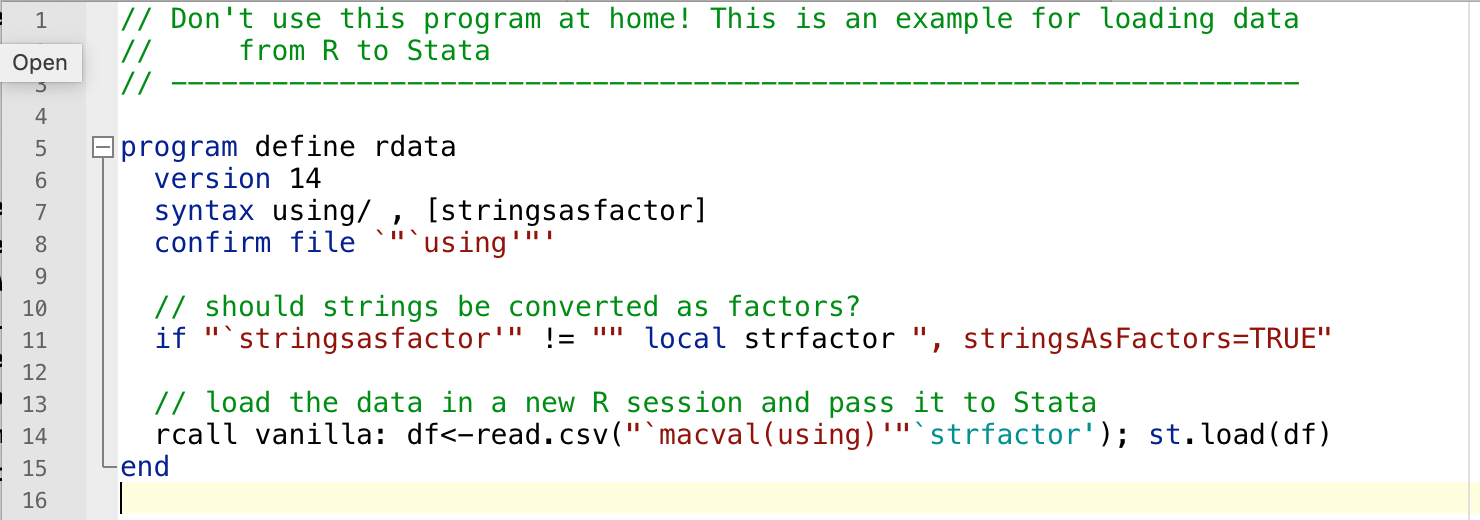 1 // Don't use this program at home! This is an example for loading data
Open //     from R to Stata
3 // -------------------------------------------------------------------
4
5 program define rdata
6   version 14
7   syntax using/ , [stringsasfactor]
8   confirm file `"`using'"'
9
10   // should strings be converted as factors?
11   if "`stringsasfactor'" != "" local strfactor ", stringsAsFactors=TRUE"
12
13   // load the data in a new R session and pass it to Stata
14   rcall vanilla: df<-read.csv("`macval(using)'"`strfactor'); st.load(df)
15 end
16